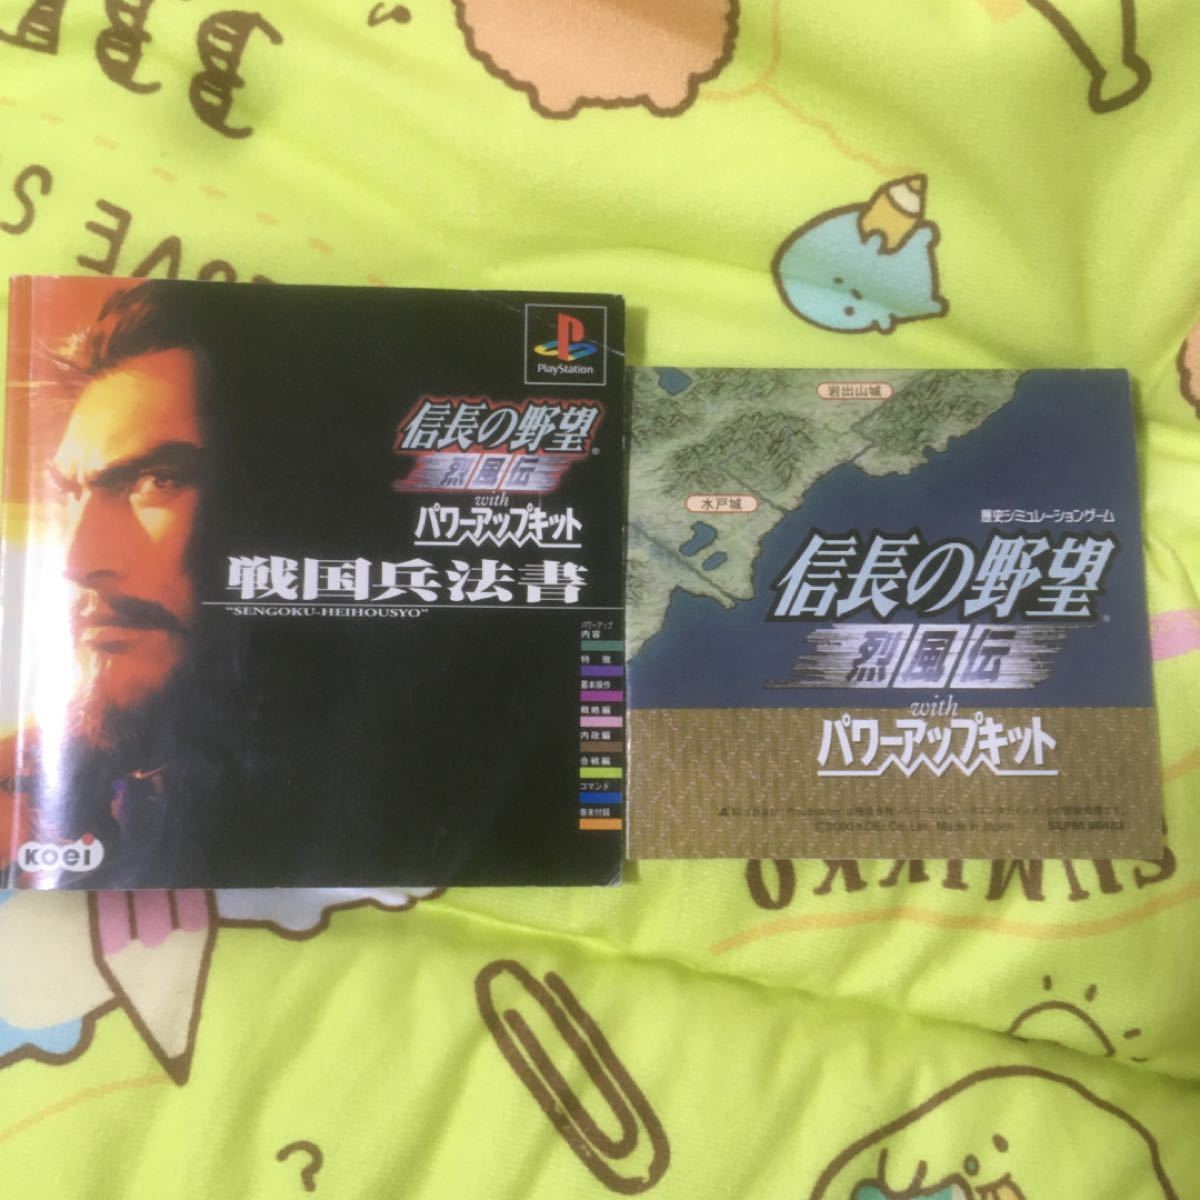 PlayStation
信長の野望®
烈風伝
with
パワーアップキット
戦国兵法書
"SENGOKU-HEIHOUSYO"
パワーアップ
内容
特徴
基本操作
戦略編
内政編
合戦編
コマンド
巻末付録
KOEI
岩出山城
水戸城
歴史シミュレーションゲーム
信長の野望®
烈風伝
with
パワーアップキット
©2000 KOEI Co., Ltd. Made in Japan
SUMIKKO